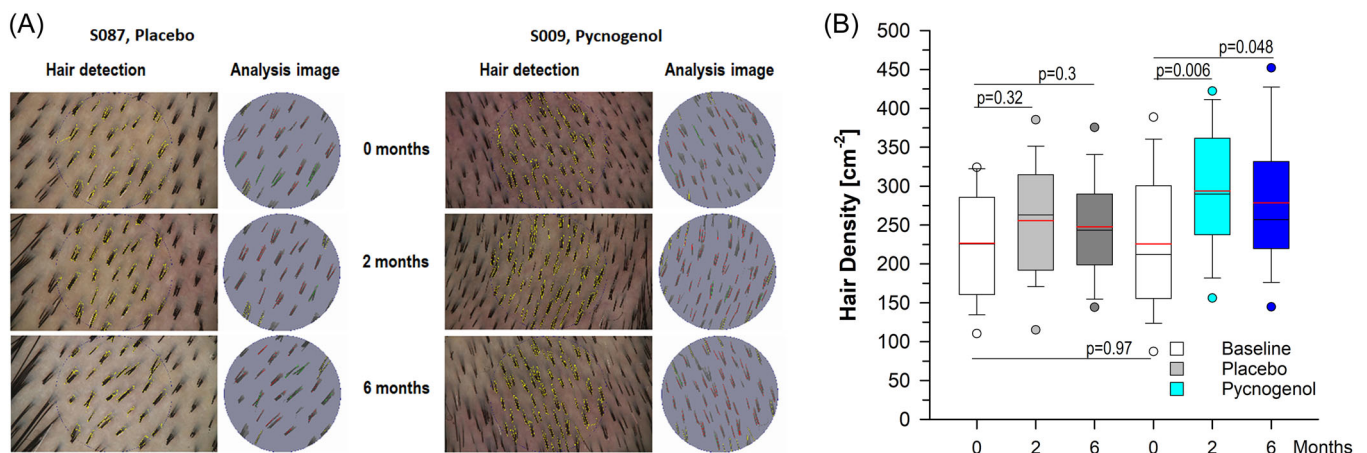 (A)
S087, Placebo
S009, Pycnogenol
Hair detection
Analysis image
Hair detection
Analysis image
0 months
2 months
6 months
(B)
Hair Density [cm⁻²]
500
450
400
350
300
250
200
150
100
50
0
p=0.048
p=0.3
p=0.006
p=0.32
p=0.97
Baseline
Placebo
Pycnogenol
0 2 6 0 2 6 Months